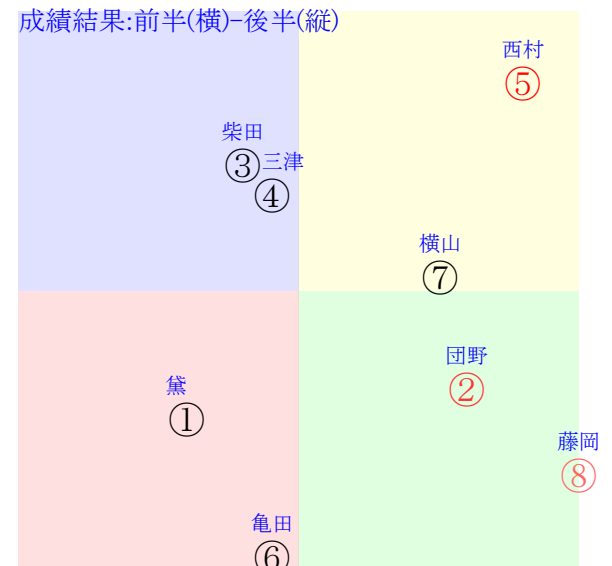 成績結果:前半(横)-後半(縦)
西村
⑤
柴田
③
三津
④
横山
⑦
団野
②
黛
①
藤岡
⑧
亀田
⑥